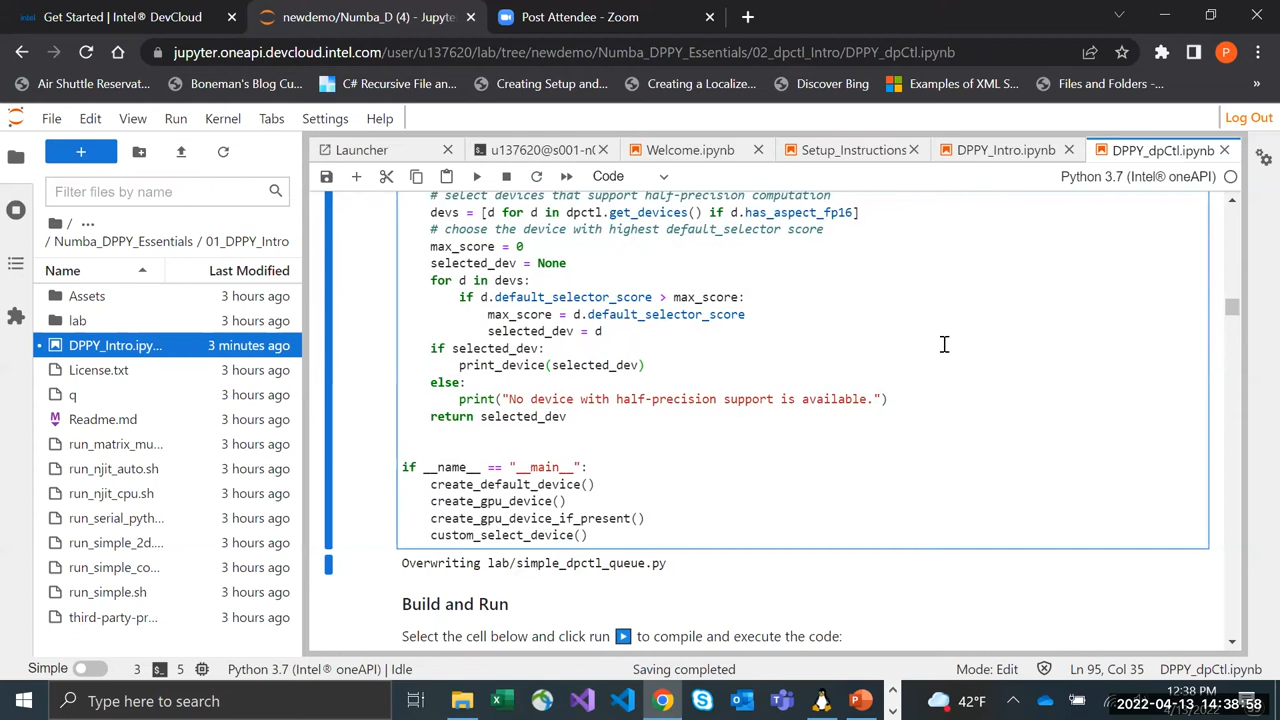 Get Started | Intel® DevCloud
newdemo/Numba_D (4) - Jupyte
Post Attendee - Zoom
jupyter.oneapi.devcloud.intel.com/user/u137620/lab/tree/newdemo/Numba_DPPY_Essentials/02_dpctl_Intro/DPPY_dpCtl.ipynb
P
Air Shuttle Reservat...
Boneman's Blog Cu...
C# Recursive File an...
Creating Setup and...
Creating a Localize...
Discover Bing
Examples of XML S...
Files and Folders -...
»
File Edit View Run Kernel Tabs Settings Help
Log Out
Launcher
u137620@s001-n0
Welcome.ipynb
Setup_Instructions
DPPY_Intro.ipynb
DPPY_dpCtl.ipynb
Code
Python 3.7 (Intel® oneAPI)
Filter files by name
/ ...
/ Numba_DPPY_Essentials / 01_DPPY_Intro
Name Last Modified
Assets 3 hours ago
lab 3 hours ago
DPPY_Intro.ipy... 3 minutes ago
License.txt 3 hours ago
q 3 hours ago
Readme.md 3 hours ago
run_matrix_mu... 3 hours ago
run_njit_auto.sh 3 hours ago
run_njit_cpu.sh 3 hours ago
run_serial_pyth... 3 hours ago
run_simple_2d.... 3 hours ago
run_simple_co... 3 hours ago
run_simple.sh 3 hours ago
third-party-pr... 3 hours ago
# select devices that support half-precision computation
devs = [d for d in dpctl.get_devices() if d.has_aspect_fp16]
# choose the device with highest default_selector score
max_score = 0
selected_dev = None
for d in devs:
if d.default_selector_score > max_score:
max_score = d.default_selector_score
selected_dev = d
if selected_dev:
print_device(selected_dev)
else:
print("No device with half-precision support is available.")
return selected_dev
if __name__ == "__main__":
create_default_device()
create_gpu_device()
create_gpu_device_if_present()
custom_select_device()
Overwriting lab/simple_dpctl_queue.py
Build and Run
Select the cell below and click run to compile and execute the code:
Simple 3 5 Python 3.7 (Intel® oneAPI) | Idle Saving completed Mode: Edit Ln 95, Col 35 DPPY_dpCtl.ipynb
Type here to search
42°F
12:38 PM
2022-04-13 14:38:58